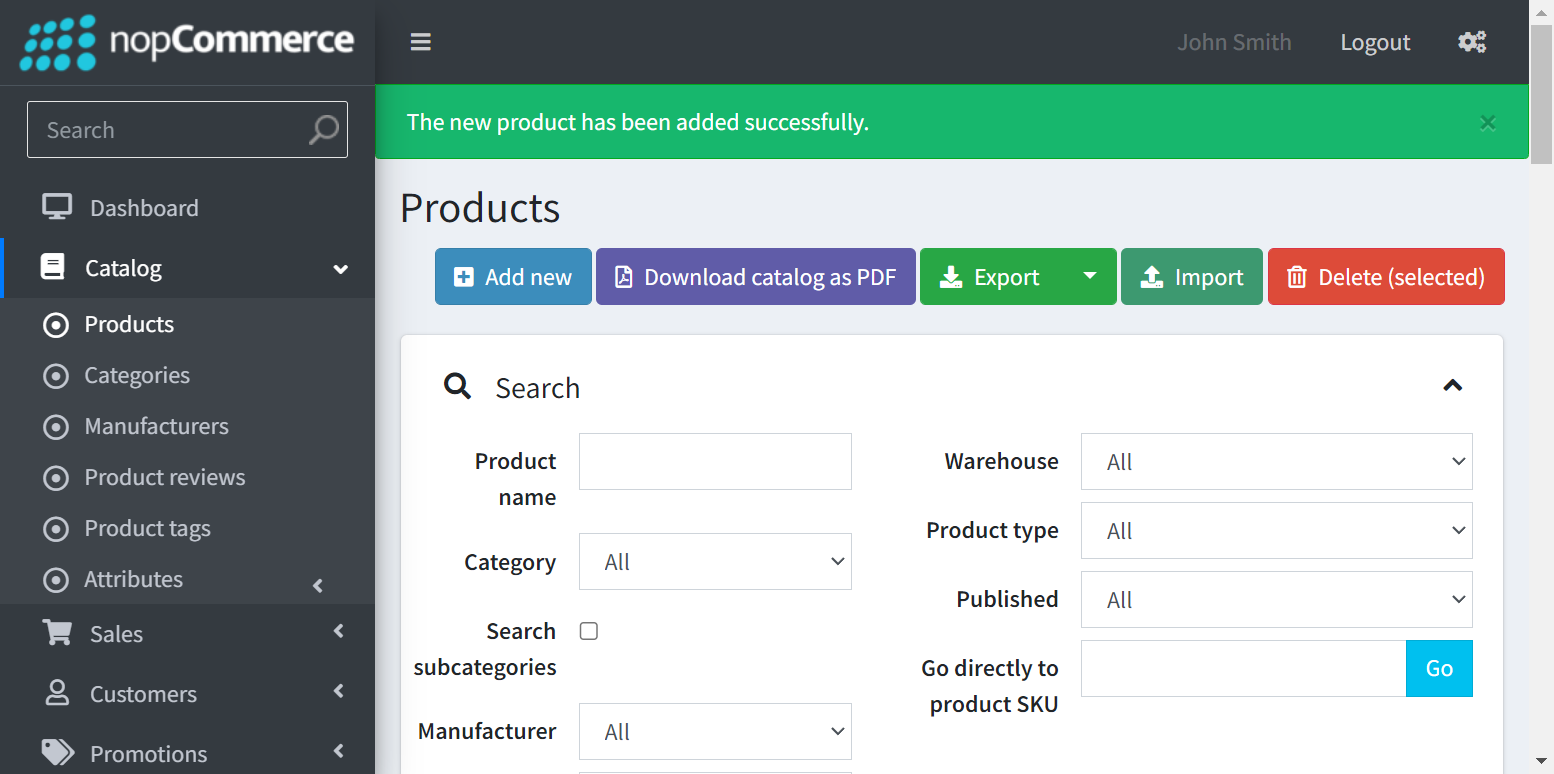 nopCommerce
John Smith
Logout
Search
The new product has been added successfully.
×
Dashboard
Catalog
Products
Categories
Manufacturers
Product reviews
Product tags
Attributes
Sales
Customers
Promotions
Products
Add new
Download catalog as PDF
Export
Import
Delete (selected)
Search
Product
name
Category
All
Search
subcategories
Manufacturer
All
Warehouse
All
Product type
All
Published
All
Go directly to
product SKU
Go